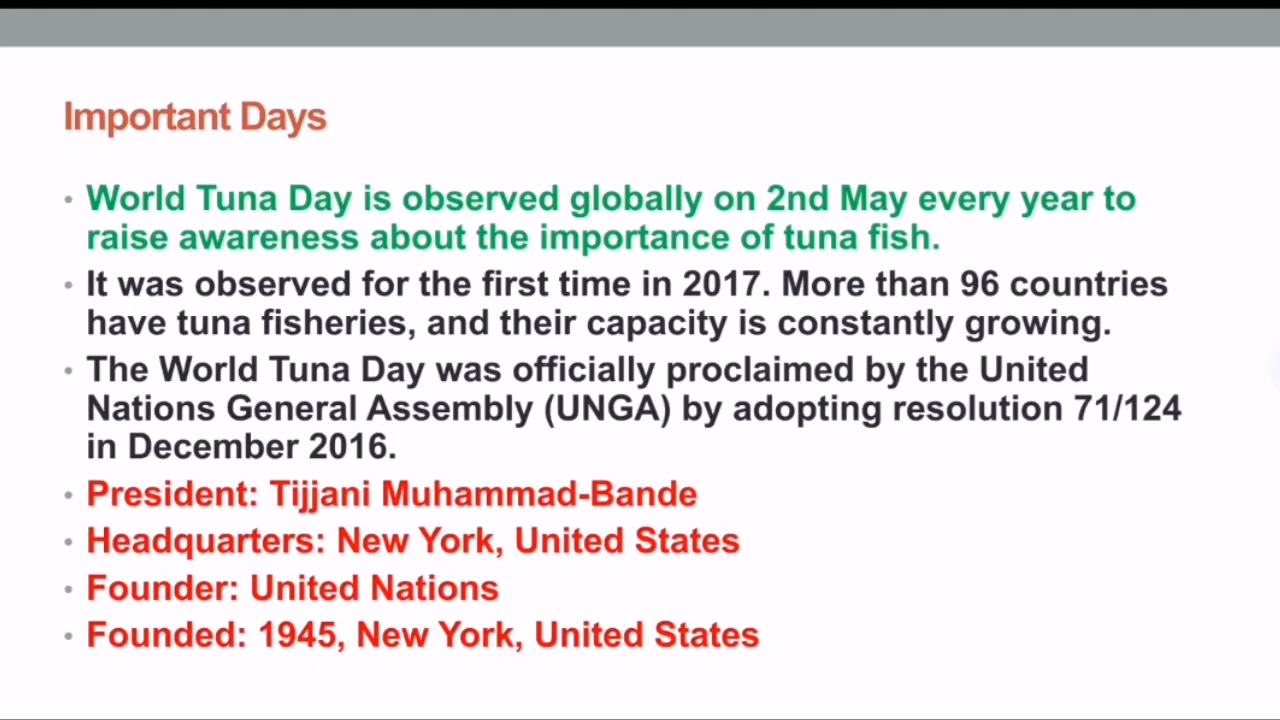 Important Days
• World Tuna Day is observed globally on 2nd May every year to
raise awareness about the importance of tuna fish.
• It was observed for the first time in 2017. More than 96 countries
have tuna fisheries, and their capacity is constantly growing.
• The World Tuna Day was officially proclaimed by the United
Nations General Assembly (UNGA) by adopting resolution 71/124
in December 2016.
• President: Tijjani Muhammad-Bande
• Headquarters: New York, United States
• Founder: United Nations
• Founded: 1945, New York, United States